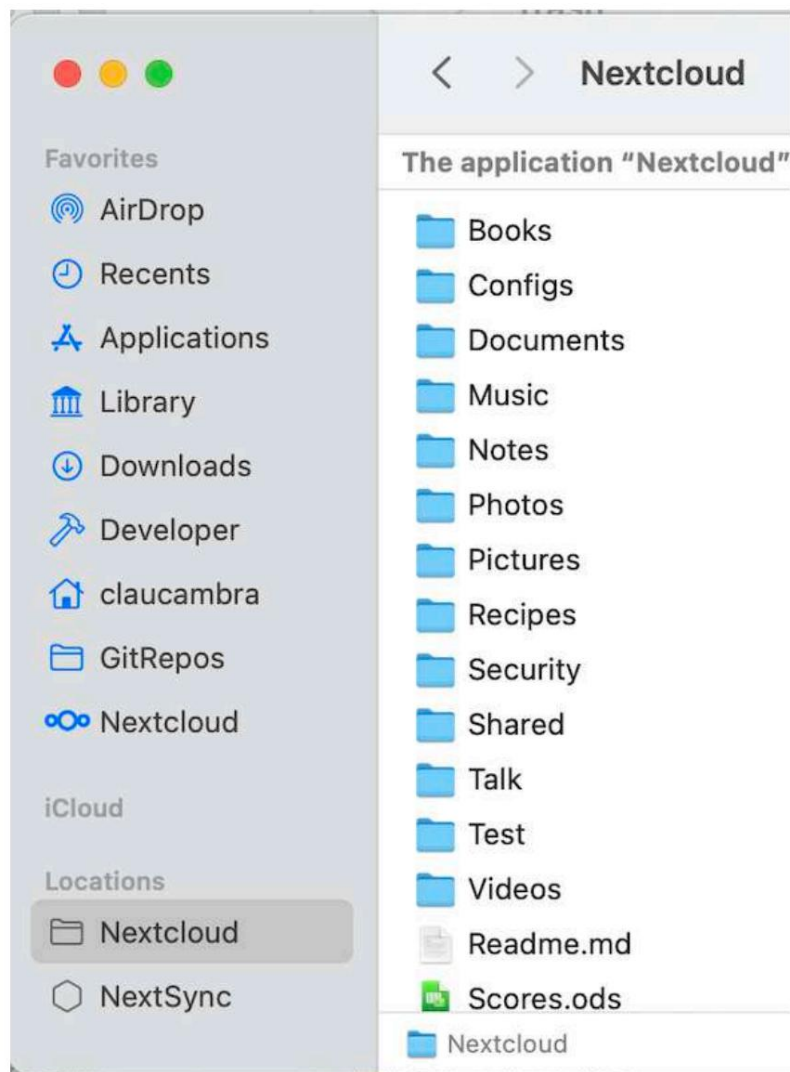 Favorites
AirDrop
Recents
Applications
Library
Downloads
Developer
claucambra
GitRepos
Nextcloud
iCloud
Locations
Nextcloud
NextSync
Nextcloud
The application “Nextcloud”
Books
Configs
Documents
Music
Notes
Photos
Pictures
Recipes
Security
Shared
Talk
Test
Videos
Readme.md
Scores.ods
Nextcloud